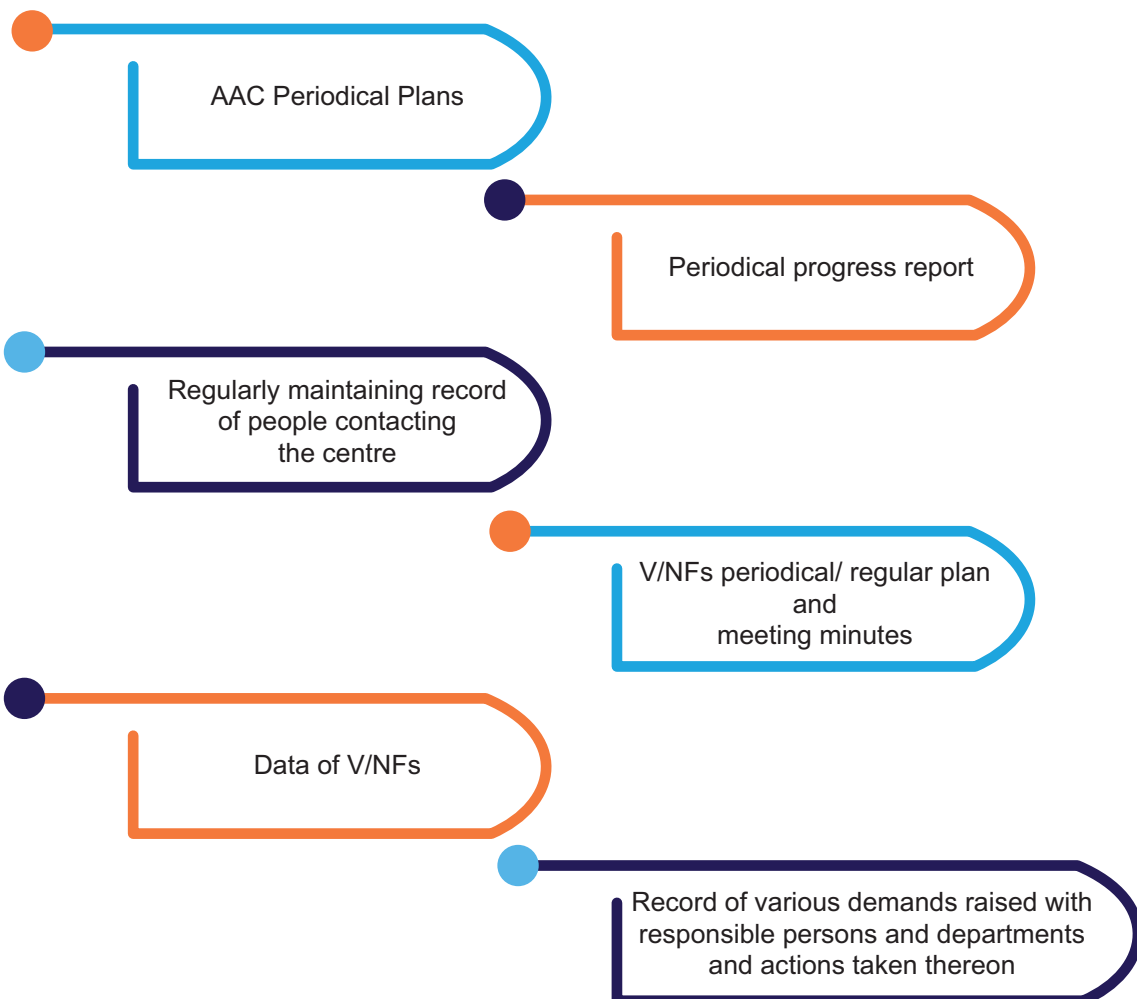 AAC Periodical Plans
Periodical progress report
Regularly maintaining record
of people contacting
the centre
V/NFs periodical/ regular plan
and
meeting minutes
Data of V/NFs
Record of various demands raised with
responsible persons and departments
and actions taken thereon